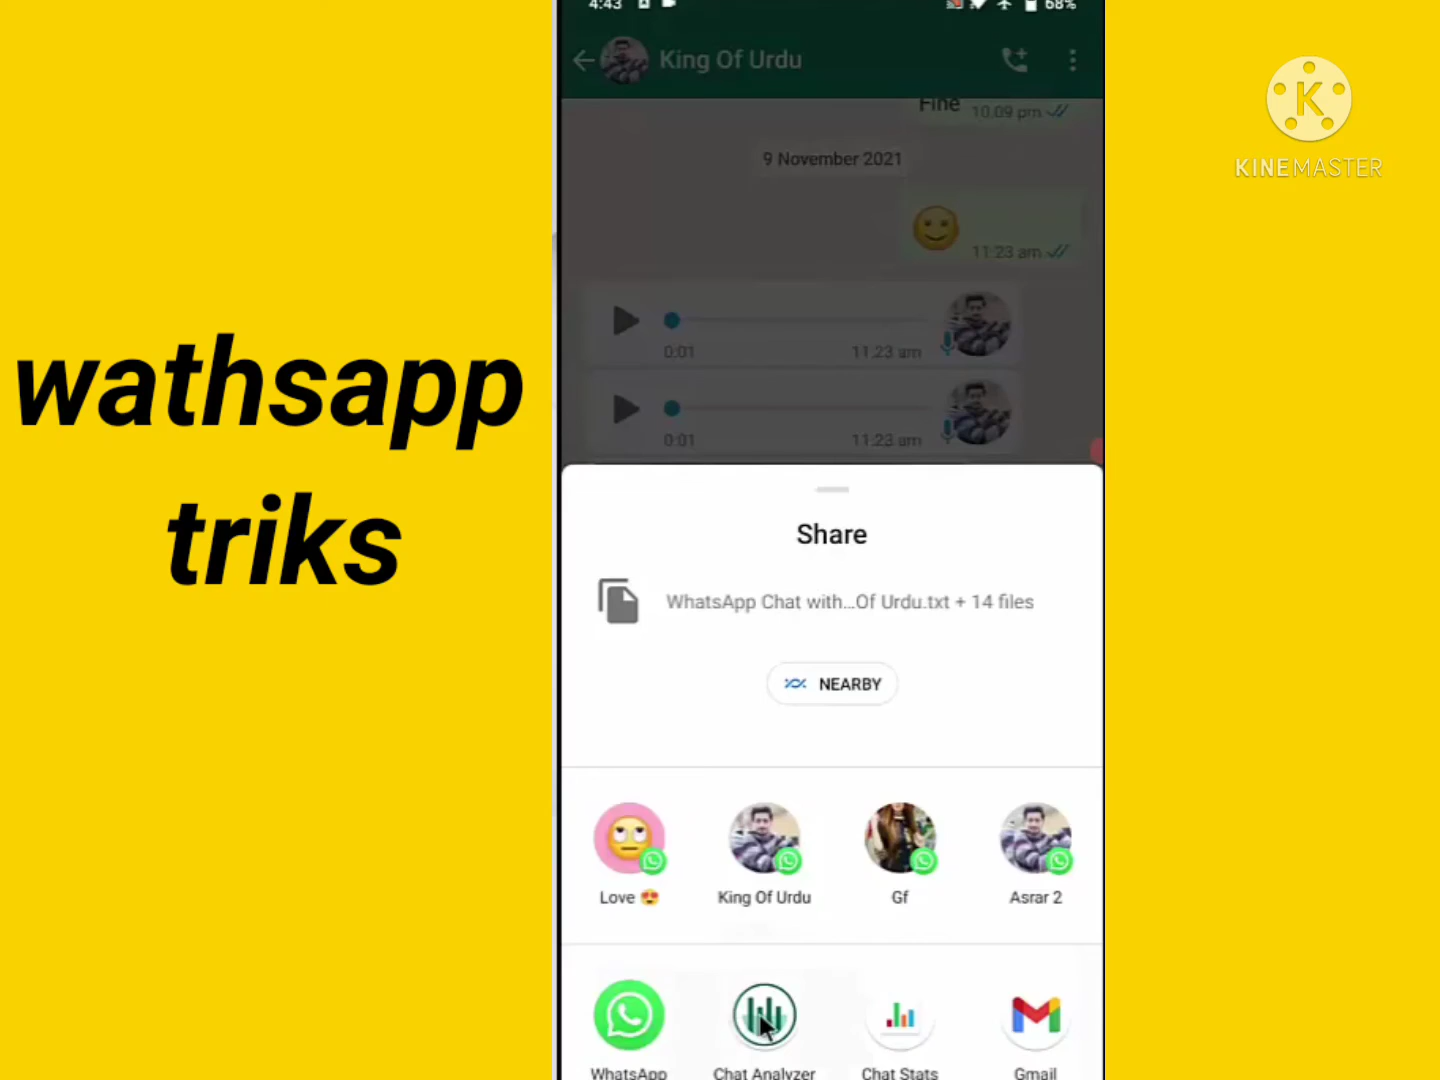 4:43
68%
King Of Urdu
Fine
10.09 pm
9 November 2021
11:23 am
0:01
11.23 am
0:01
11:23 am
wathsapp
triks
K
KINEMASTER
Share
WhatsApp Chat with...Of Urdu.txt + 14 files
NEARBY
Love 😍
King Of Urdu
Gf
Asrar 2
WhatsApp
Chat Analyzer
Chat Stats
Gmail